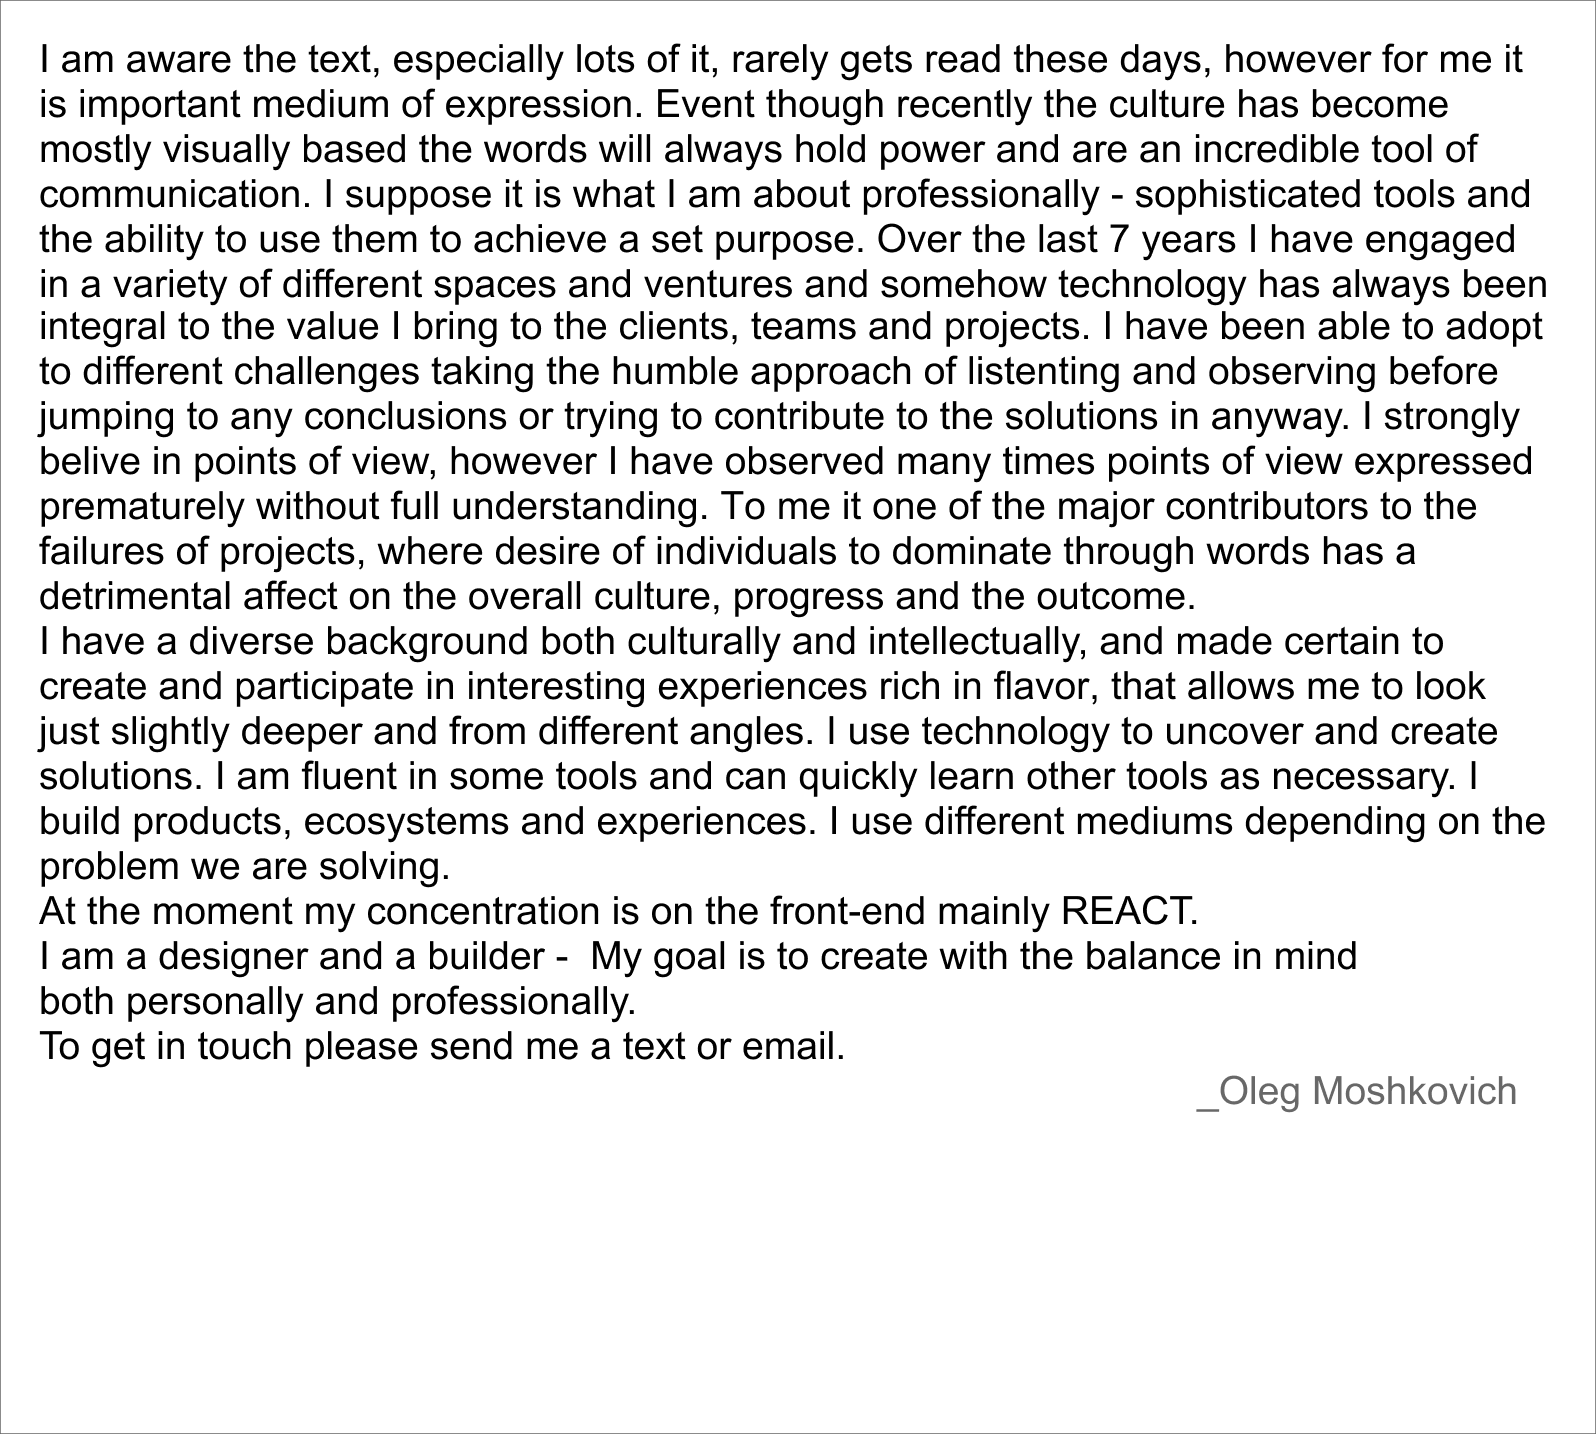 I am aware the text, especially lots of it, rarely gets read these days, however for me it
is important medium of expression. Event though recently the culture has become
mostly visually based the words will always hold power and are an incredible tool of
communication. I suppose it is what I am about professionally - sophisticated tools and
the ability to use them to achieve a set purpose. Over the last 7 years I have engaged
in a variety of different spaces and ventures and somehow technology has always been
integral to the value I bring to the clients, teams and projects. I have been able to adopt
to different challenges taking the humble approach of listenting and observing before
jumping to any conclusions or trying to contribute to the solutions in anyway. I strongly
belive in points of view, however I have observed many times points of view expressed
prematurely without full understanding. To me it one of the major contributors to the
failures of projects, where desire of individuals to dominate through words has a
detrimental affect on the overall culture, progress and the outcome.
I have a diverse background both culturally and intellectually, and made certain to
create and participate in interesting experiences rich in flavor, that allows me to look
just slightly deeper and from different angles. I use technology to uncover and create
solutions. I am fluent in some tools and can quickly learn other tools as necessary. I
build products, ecosystems and experiences. I use different mediums depending on the
problem we are solving.
At the moment my concentration is on the front-end mainly REACT.
I am a designer and a builder -  My goal is to create with the balance in mind
both personally and professionally.
To get in touch please send me a text or email.
_Oleg Moshkovich